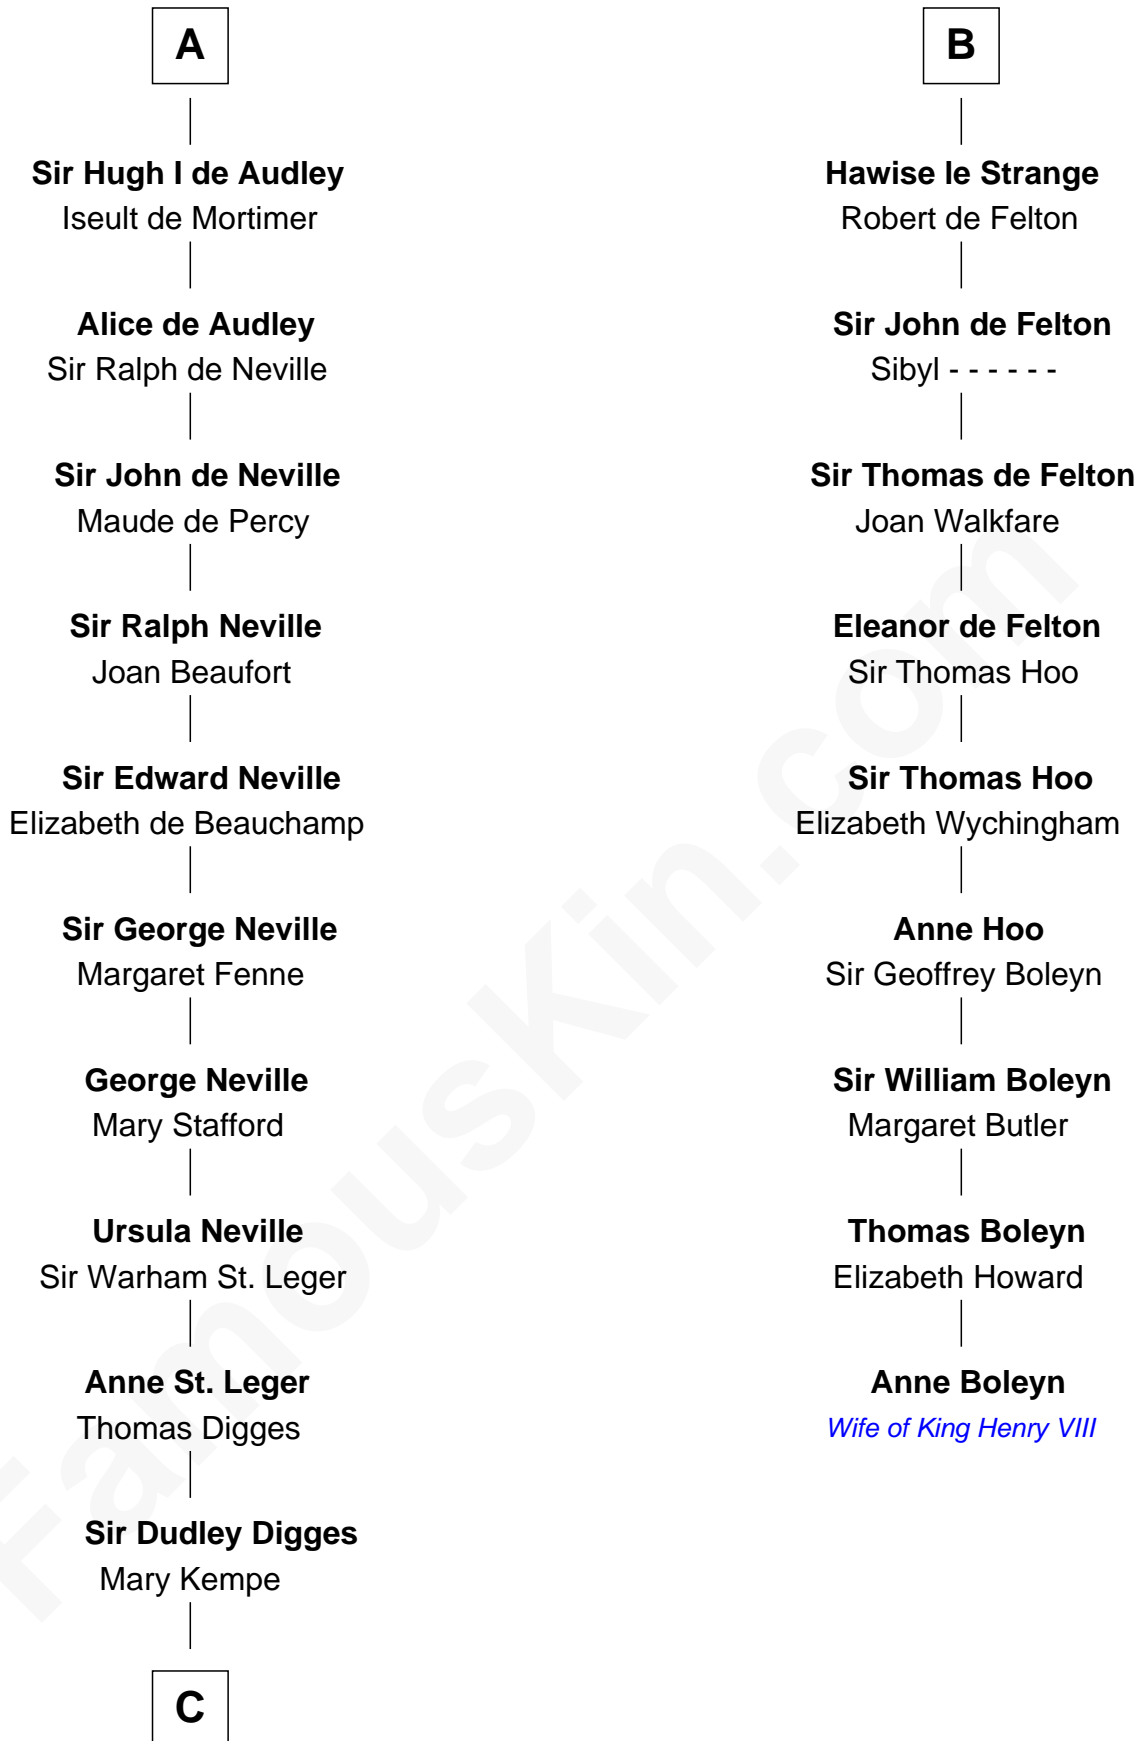 A
Sir Hugh I de Audley
Iseult de Mortimer
Alice de Audley
Sir Ralph de Neville
Sir John de Neville
Maude de Percy
Sir Ralph Neville
Joan Beaufort
Sir Edward Neville
Elizabeth de Beauchamp
Sir George Neville
Margaret Fenne
George Neville
Mary Stafford
Ursula Neville
Sir Warham St. Leger
Anne St. Leger
Thomas Digges
Sir Dudley Digges
Mary Kempe
C
B
Hawise le Strange
Robert de Felton
Sir John de Felton
Sibyl - - - - - -
Sir Thomas de Felton
Joan Walkfare
Eleanor de Felton
Sir Thomas Hoo
Sir Thomas Hoo
Elizabeth Wychingham
Anne Hoo
Sir Geoffrey Boleyn
Sir William Boleyn
Margaret Butler
Thomas Boleyn
Elizabeth Howard
Anne Boleyn
Wife of King Henry VIII
FamousKin.com